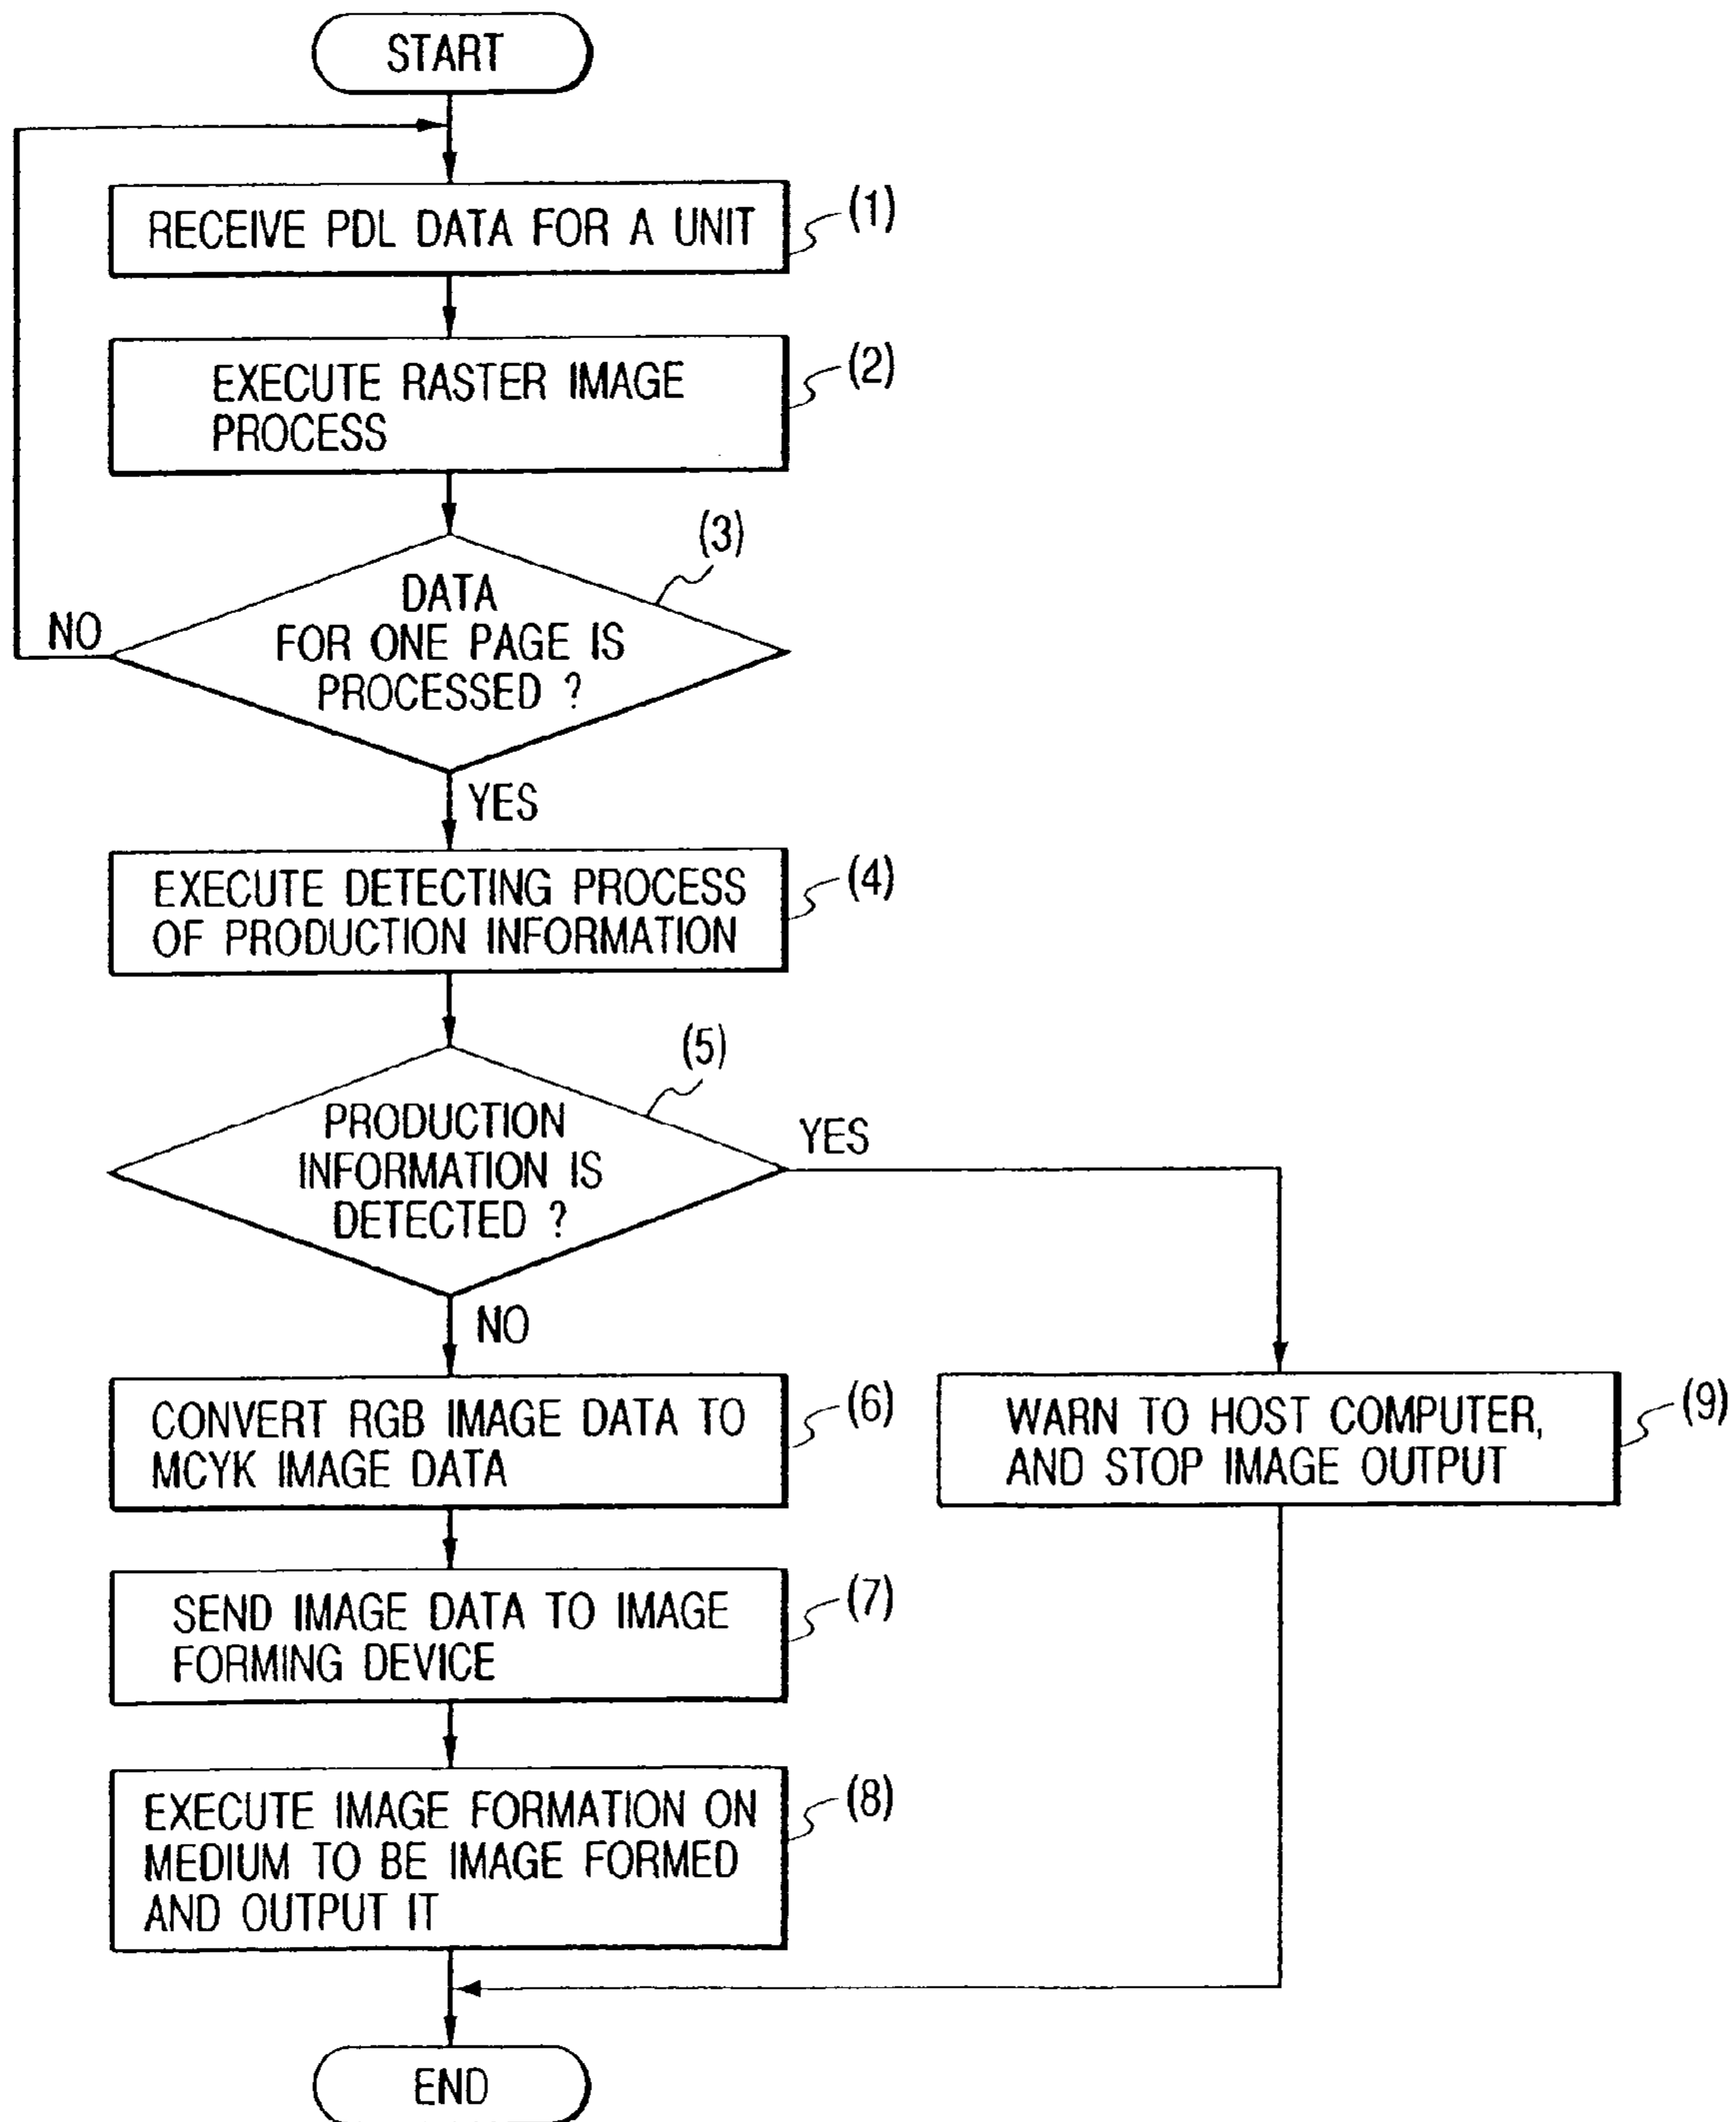 START
RECEIVE PDL DATA FOR A UNIT
(1)
EXECUTE RASTER IMAGE
PROCESS
(2)
(3)
DATA
FOR ONE PAGE IS
PROCESSED ?
NO
YES
EXECUTE DETECTING PROCESS
OF PRODUCTION INFORMATION
(4)
(5)
PRODUCTION
INFORMATION IS
DETECTED ?
YES
NO
CONVERT RGB IMAGE DATA TO
MCYK IMAGE DATA
(6)
WARN TO HOST COMPUTER,
AND STOP IMAGE OUTPUT
(9)
SEND IMAGE DATA TO IMAGE
FORMING DEVICE
(7)
EXECUTE IMAGE FORMATION ON
MEDIUM TO BE IMAGE FORMED
AND OUTPUT IT
(8)
END